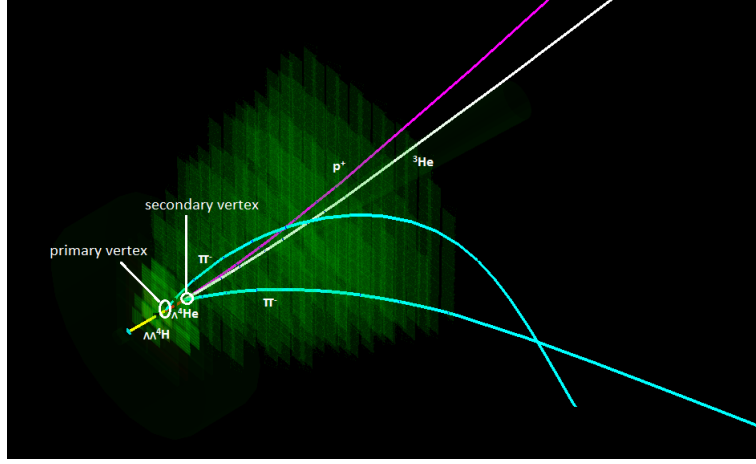 p⁺
³He
secondary vertex
primary vertex
π⁻
π⁻
Λ⁴He
ΛΛ⁴H